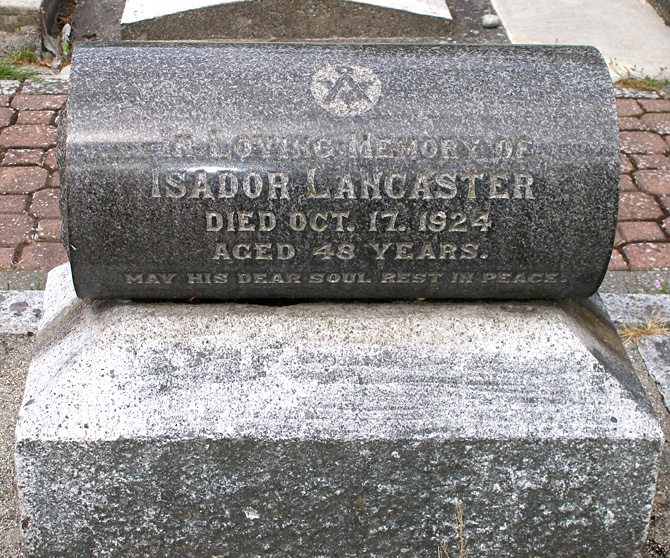 IN LOVING MEMORY OF
ISADOR LANCASTER
DIED OCT. 17. 1924
AGED 48 YEARS.
MAY HIS DEAR SOUL REST IN PEACE.